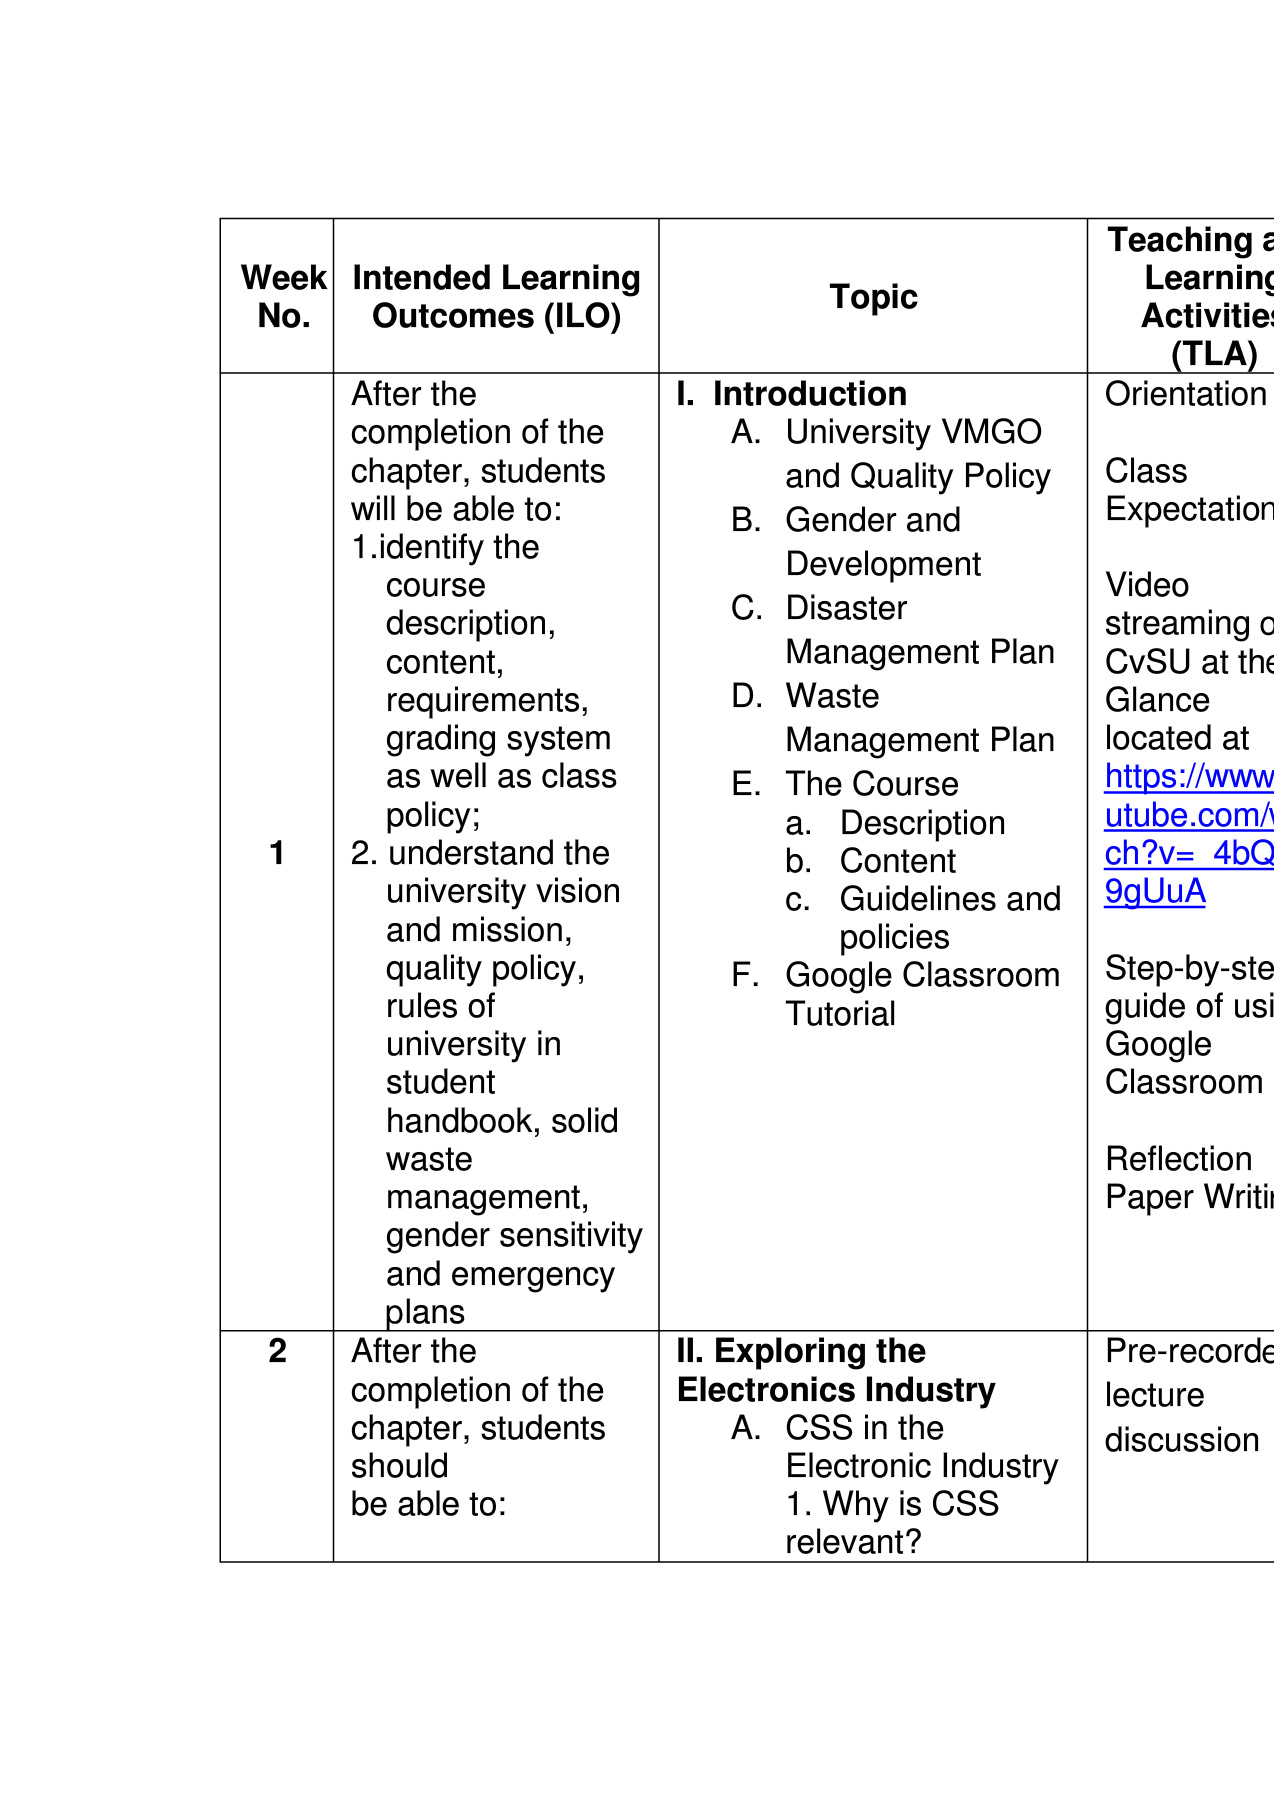 Week
No.
Intended Learning
Outcomes (ILO)
Topic
Teaching
Learning
Activities
(TLA)
1
After the
completion of the
chapter, students
will be able to:
1.identify the
course
description,
content,
requirements,
grading system
as well as class
policy;
2. understand the
university vision
and mission,
quality policy,
rules of
university in
student
handbook, solid
waste
management,
gender sensitivity
and emergency
plans
I. Introduction
A. University VMGO
and Quality Policy
B. Gender and
Development
C. Disaster
Management Plan
D. Waste
Management Plan
E. The Course
a. Description
b. Content
c. Guidelines and
policies
F. Google Classroom
Tutorial
Orientation
Class
Expectation
Video
streaming
CvSU at the
Glance
located at
https://www
utube.com/
ch?v=_4bQ
9gUuA
Step-by-ste
guide of usi
Google
Classroom
Reflection
Paper Writi
2
After the
completion of the
chapter, students
should
be able to:
II. Exploring the
Electronics Industry
A. CSS in the
Electronic Industry
1. Why is CSS
relevant?
Pre-recorde
lecture
discussion